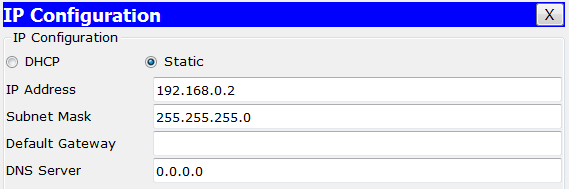 IP Configuration X
IP Configuration
DHCP Static
IP Address 192.168.0.2
Subnet Mask 255.255.255.0
Default Gateway
DNS Server 0.0.0.0